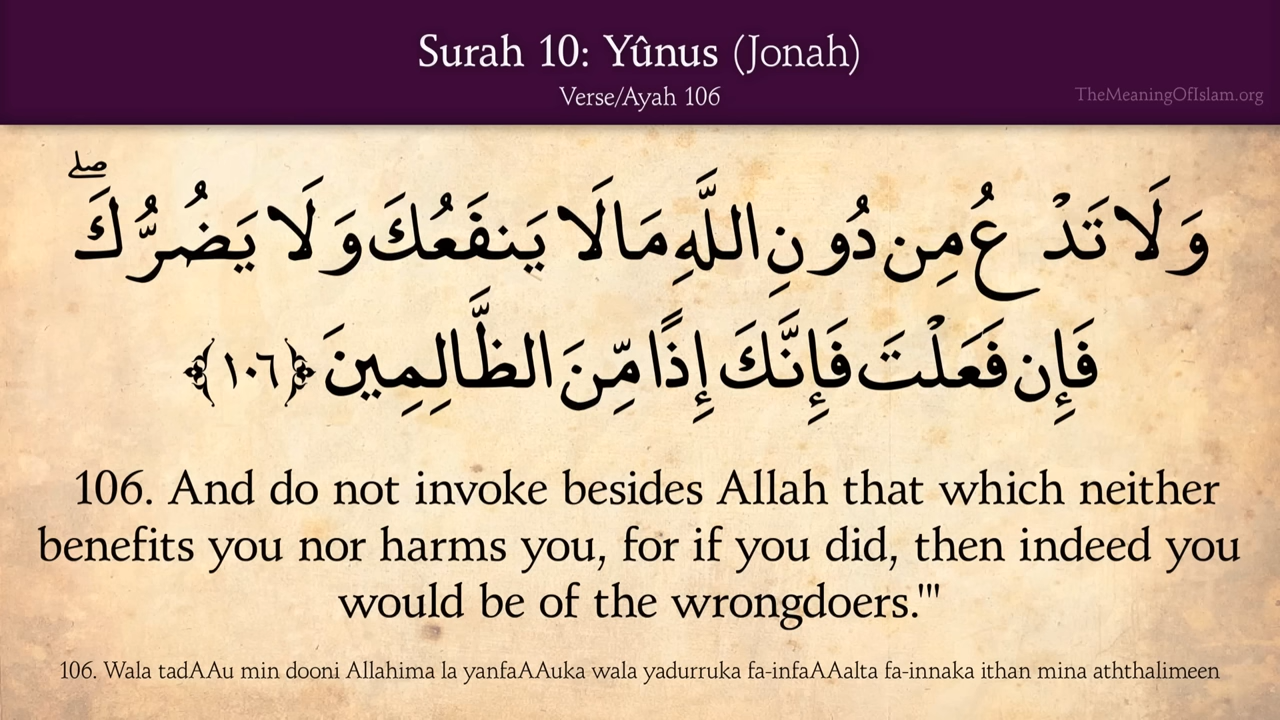 Surah 10: Yûnus (Jonah)
Verse/Ayah 106
TheMeaningOfIslam.org
وَلَا تَدْعُ مِن دُونِ اللَّهِ مَا لَا يَنفَعُكَ وَلَا يَضُرُّكَ ۖ
فَإِن فَعَلْتَ فَإِنَّكَ إِذًا مِّنَ الظَّالِمِينَ ﴿١٠٦﴾
106. And do not invoke besides Allah that which neither
benefits you nor harms you, for if you did, then indeed you
would be of the wrongdoers.'"
106. Wala tadAAu min dooni Allahima la yanfaAAuka wala yadurruka fa-infaAAalta fa-innaka ithan mina aththalimeen